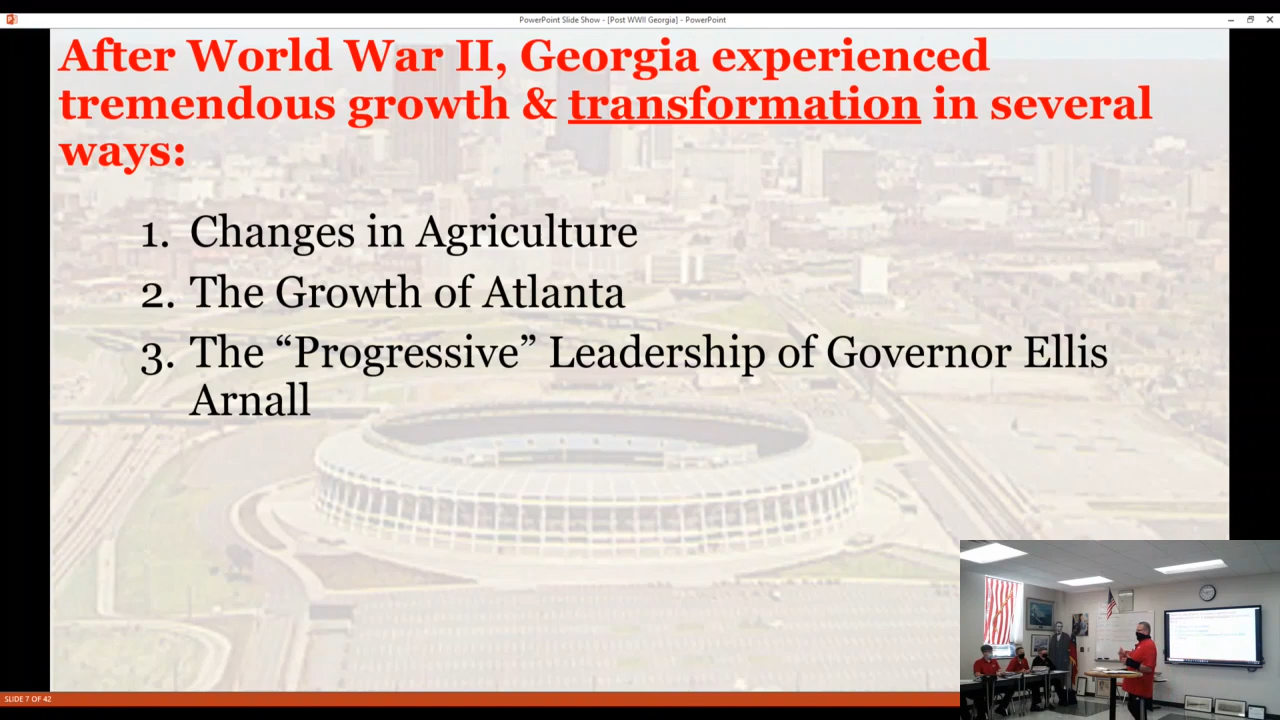 PowerPoint Slide Show - [Post WWII Georgia] - PowerPoint
After World War II, Georgia experienced
tremendous growth & transformation in several
ways:
1. Changes in Agriculture
2. The Growth of Atlanta
3. The “Progressive” Leadership of Governor Ellis
Arnall
SLIDE 7 OF 42